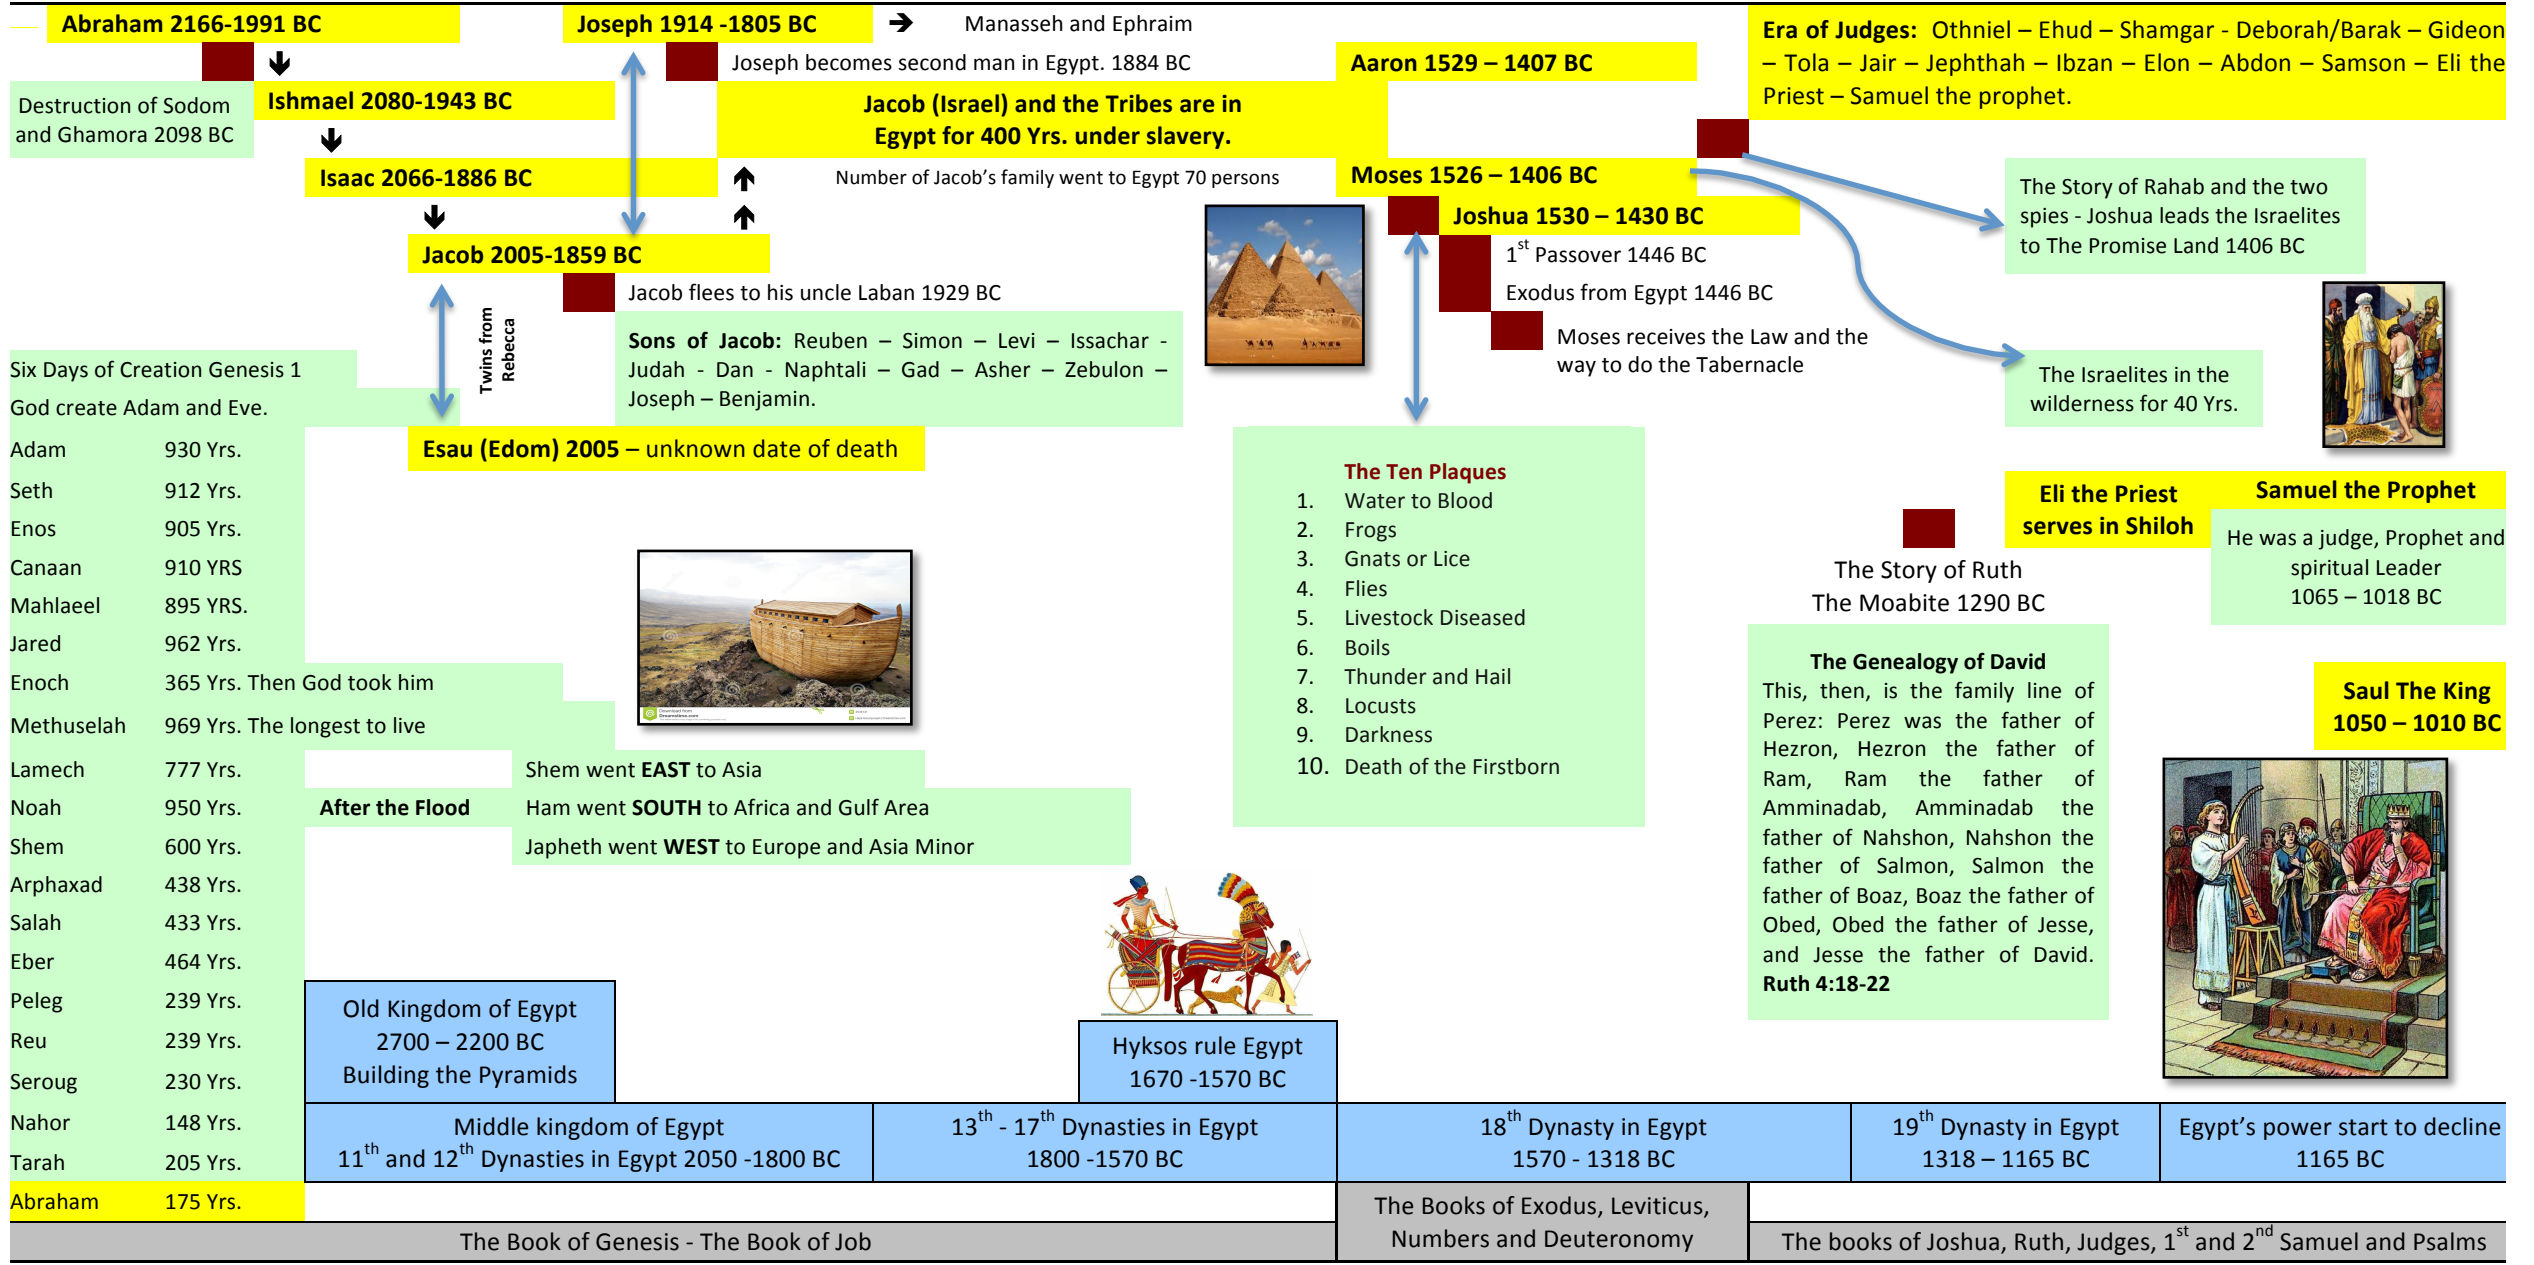 Abraham 2166-1991 BC
Joseph 1914 -1805 BC
Manasseh and Ephraim
Joseph becomes second man in Egypt. 1884 BC
Destruction of Sodom
and Ghamora 2098 BC
Ishmael 2080-1943 BC
Jacob (Israel) and the Tribes are in
Egypt for 400 Yrs. under slavery.
Isaac 2066-1886 BC
Number of Jacob's family went to Egypt 70 persons
Jacob 2005-1859 BC
Jacob flees to his uncle Laban 1929 BC
Twins from
Rebecca
Sons of Jacob: Reuben – Simon – Levi – Issachar -
Judah - Dan - Naphtali – Gad – Asher – Zebulon –
Joseph – Benjamin.
Esau (Edom) 2005 – unknown date of death
Aaron 1529 – 1407 BC
Moses 1526 – 1406 BC
Joshua 1530 – 1430 BC
1st Passover 1446 BC
Exodus from Egypt 1446 BC
Moses receives the Law and the
way to do the Tabernacle
Era of Judges: Othniel – Ehud – Shamgar - Deborah/Barak – Gideon
– Tola – Jair – Jephthah – Ibzan – Elon – Abdon – Samson – Eli the
Priest – Samuel the prophet.
The Story of Rahab and the two
spies - Joshua leads the Israelites
to The Promise Land 1406 BC
The Israelites in the
wilderness for 40 Yrs.
Six Days of Creation Genesis 1
God create Adam and Eve.
Adam 930 Yrs.
Seth 912 Yrs.
Enos 905 Yrs.
Canaan 910 YRS
Mahlaeel 895 YRS.
Jared 962 Yrs.
Enoch 365 Yrs. Then God took him
Methuselah 969 Yrs. The longest to live
Lamech 777 Yrs.
Noah 950 Yrs.
Shem 600 Yrs.
Arphaxad 438 Yrs.
Salah 433 Yrs.
Eber 464 Yrs.
Peleg 239 Yrs.
Reu 239 Yrs.
Seroug 230 Yrs.
Nahor 148 Yrs.
Tarah 205 Yrs.
Abraham 175 Yrs.
Download from
Dreamstime.com
After the Flood
Shem went EAST to Asia
Ham went SOUTH to Africa and Gulf Area
Japheth went WEST to Europe and Asia Minor
The Ten Plaques
1. Water to Blood
2. Frogs
3. Gnats or Lice
4. Flies
5. Livestock Diseased
6. Boils
7. Thunder and Hail
8. Locusts
9. Darkness
10. Death of the Firstborn
The Story of Ruth
The Moabite 1290 BC
Eli the Priest
serves in Shiloh
Samuel the Prophet
He was a judge, Prophet and
spiritual Leader
1065 – 1018 BC
The Genealogy of David
This, then, is the family line of
Perez: Perez was the father of
Hezron, Hezron the father of
Ram, Ram the father of
Amminadab, Amminadab the
father of Nahshon, Nahshon the
father of Salmon, Salmon the
father of Boaz, Boaz the father of
Obed, Obed the father of Jesse,
and Jesse the father of David.
Ruth 4:18-22
Saul The King
1050 – 1010 BC
Old Kingdom of Egypt
2700 – 2200 BC
Building the Pyramids
Hyksos rule Egypt
1670 -1570 BC
Middle kingdom of Egypt
11th and 12th Dynasties in Egypt 2050 -1800 BC
13th - 17th Dynasties in Egypt
1800 -1570 BC
18th Dynasty in Egypt
1570 - 1318 BC
19th Dynasty in Egypt
1318 – 1165 BC
Egypt's power start to decline
1165 BC
The Book of Genesis - The Book of Job
The Books of Exodus, Leviticus,
Numbers and Deuteronomy
The books of Joshua, Ruth, Judges, 1st and 2nd Samuel and Psalms